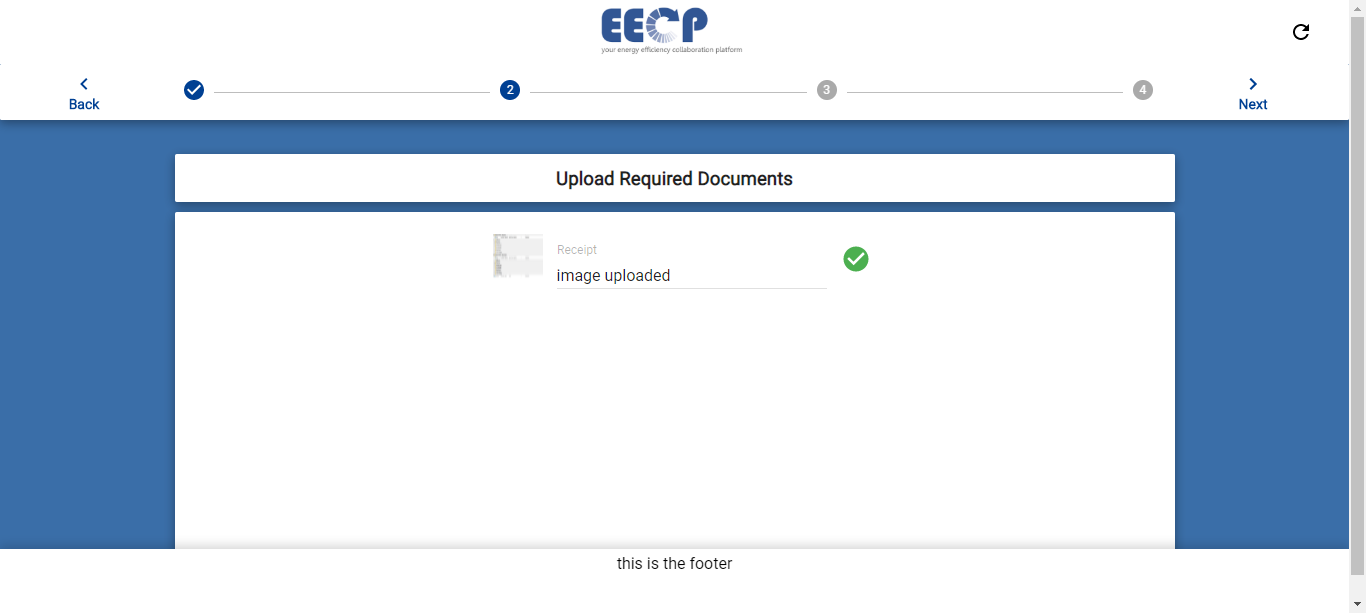 EECP
your energy efficiency collaboration platform
Back
2
3
4
Next
Upload Required Documents
Receipt
image uploaded
this is the footer